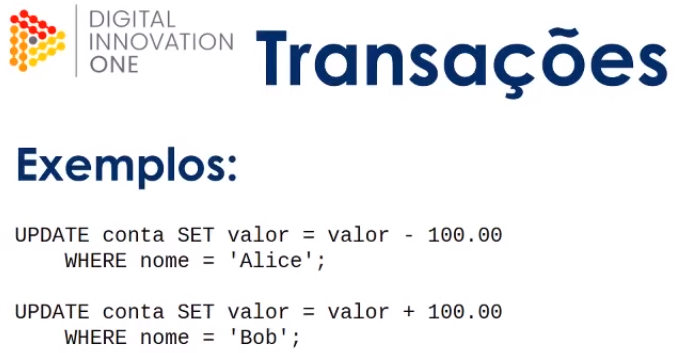 DIGITAL
INNOVATION
ONE
Transações
Exemplos:
UPDATE conta SET valor = valor - 100.00
WHERE nome = 'Alice';
UPDATE conta SET valor = valor + 100.00
WHERE nome = 'Bob';